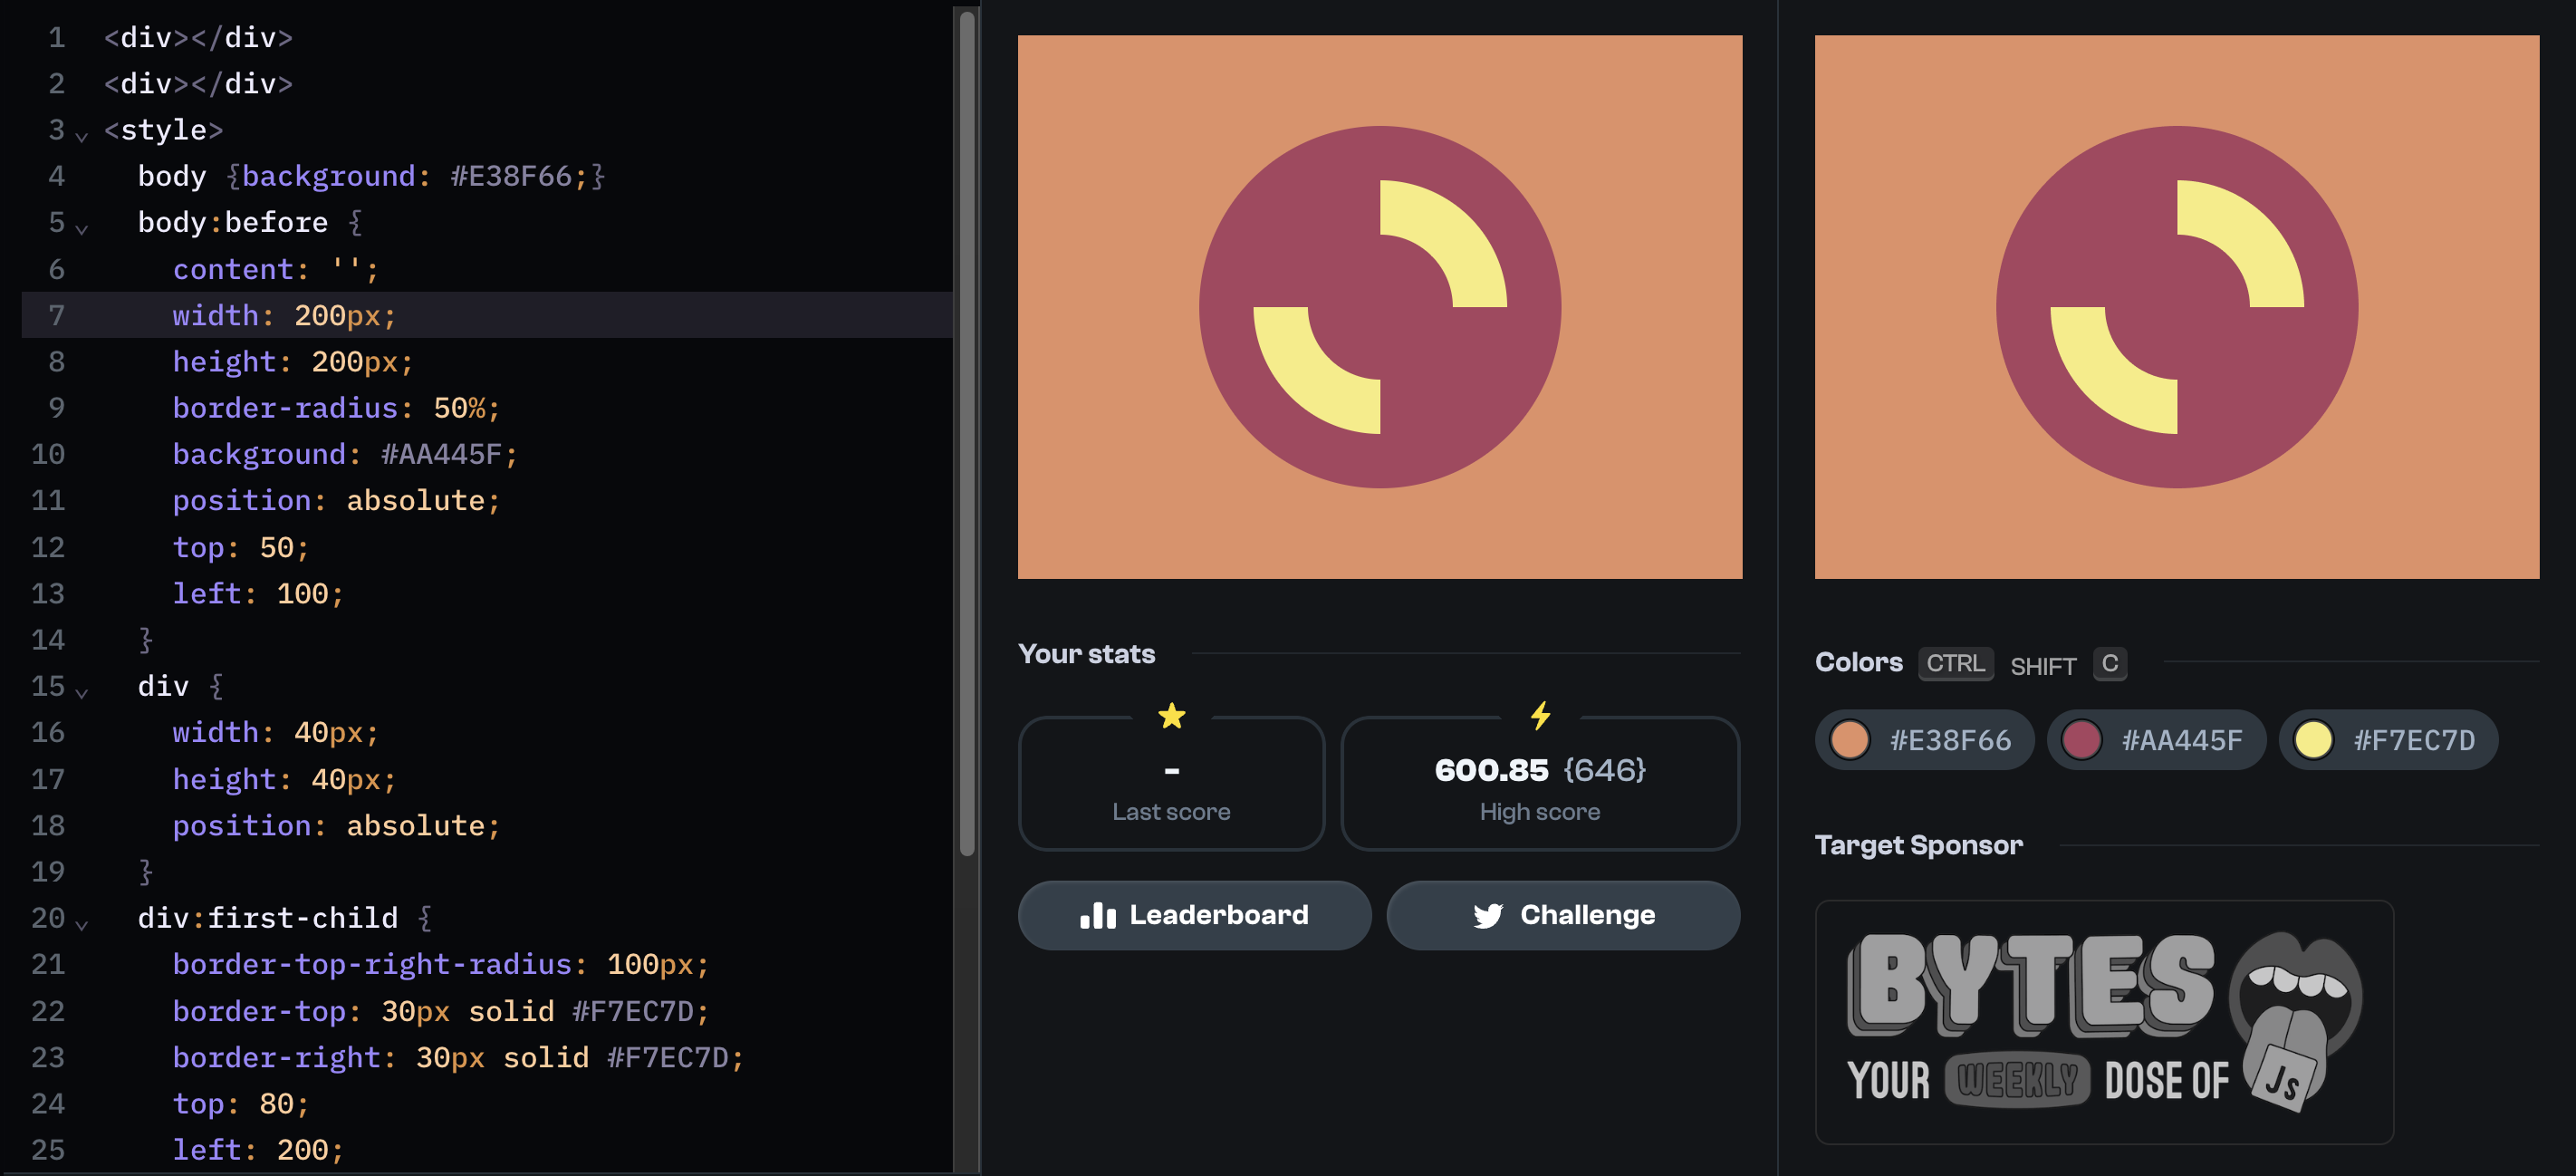 1 <div></div>
2 <div></div>
3 <style>
4 body {background: #E38F66;}
5 body:before {
6 content: '';
7 width: 200px;
8 height: 200px;
9 border-radius: 50%;
10 background: #AA445F;
11 position: absolute;
12 top: 50;
13 left: 100;
14 }
15 div {
16 width: 40px;
17 height: 40px;
18 position: absolute;
19 }
20 div:first-child {
21 border-top-right-radius: 100px;
22 border-top: 30px solid #F7EC7D;
23 border-right: 30px solid #F7EC7D;
24 top: 80;
25 left: 200;
Your stats
-
Last score
600.85 {646}
High score
Leaderboard
Challenge
Colors CTRL SHIFT C
#E38F66 #AA445F #F7EC7D
Target Sponsor
BYTES
YOUR WEEKLY DOSE OF JS